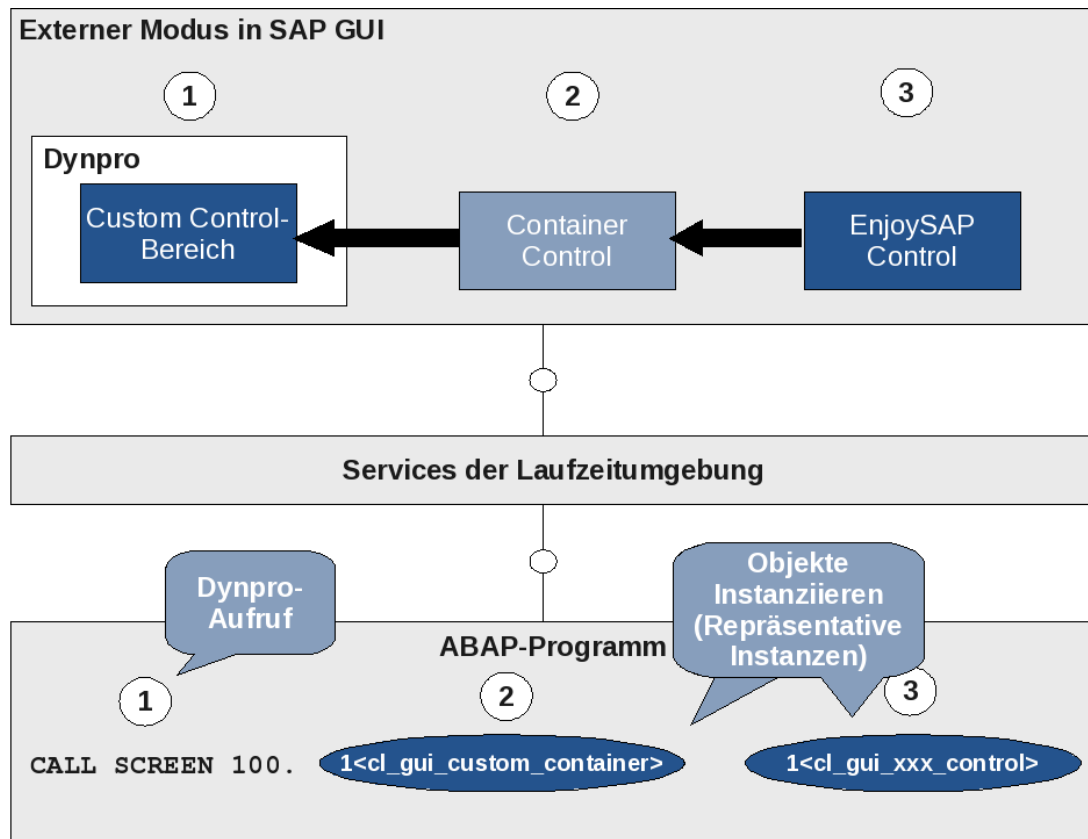 Externer Modus in SAP GUI
1
2
3
Dynpro
Custom Control-
Bereich
Container
Control
EnjoySAP
Control
Services der Laufzeitumgebung
Dynpro-
Aufruf
Objekte
Instanziieren
(Repräsentative
Instanzen)
ABAP-Programm
1
2
3
CALL SCREEN 100.
1<cl_gui_custom_container>
1<cl_gui_xxx_control>